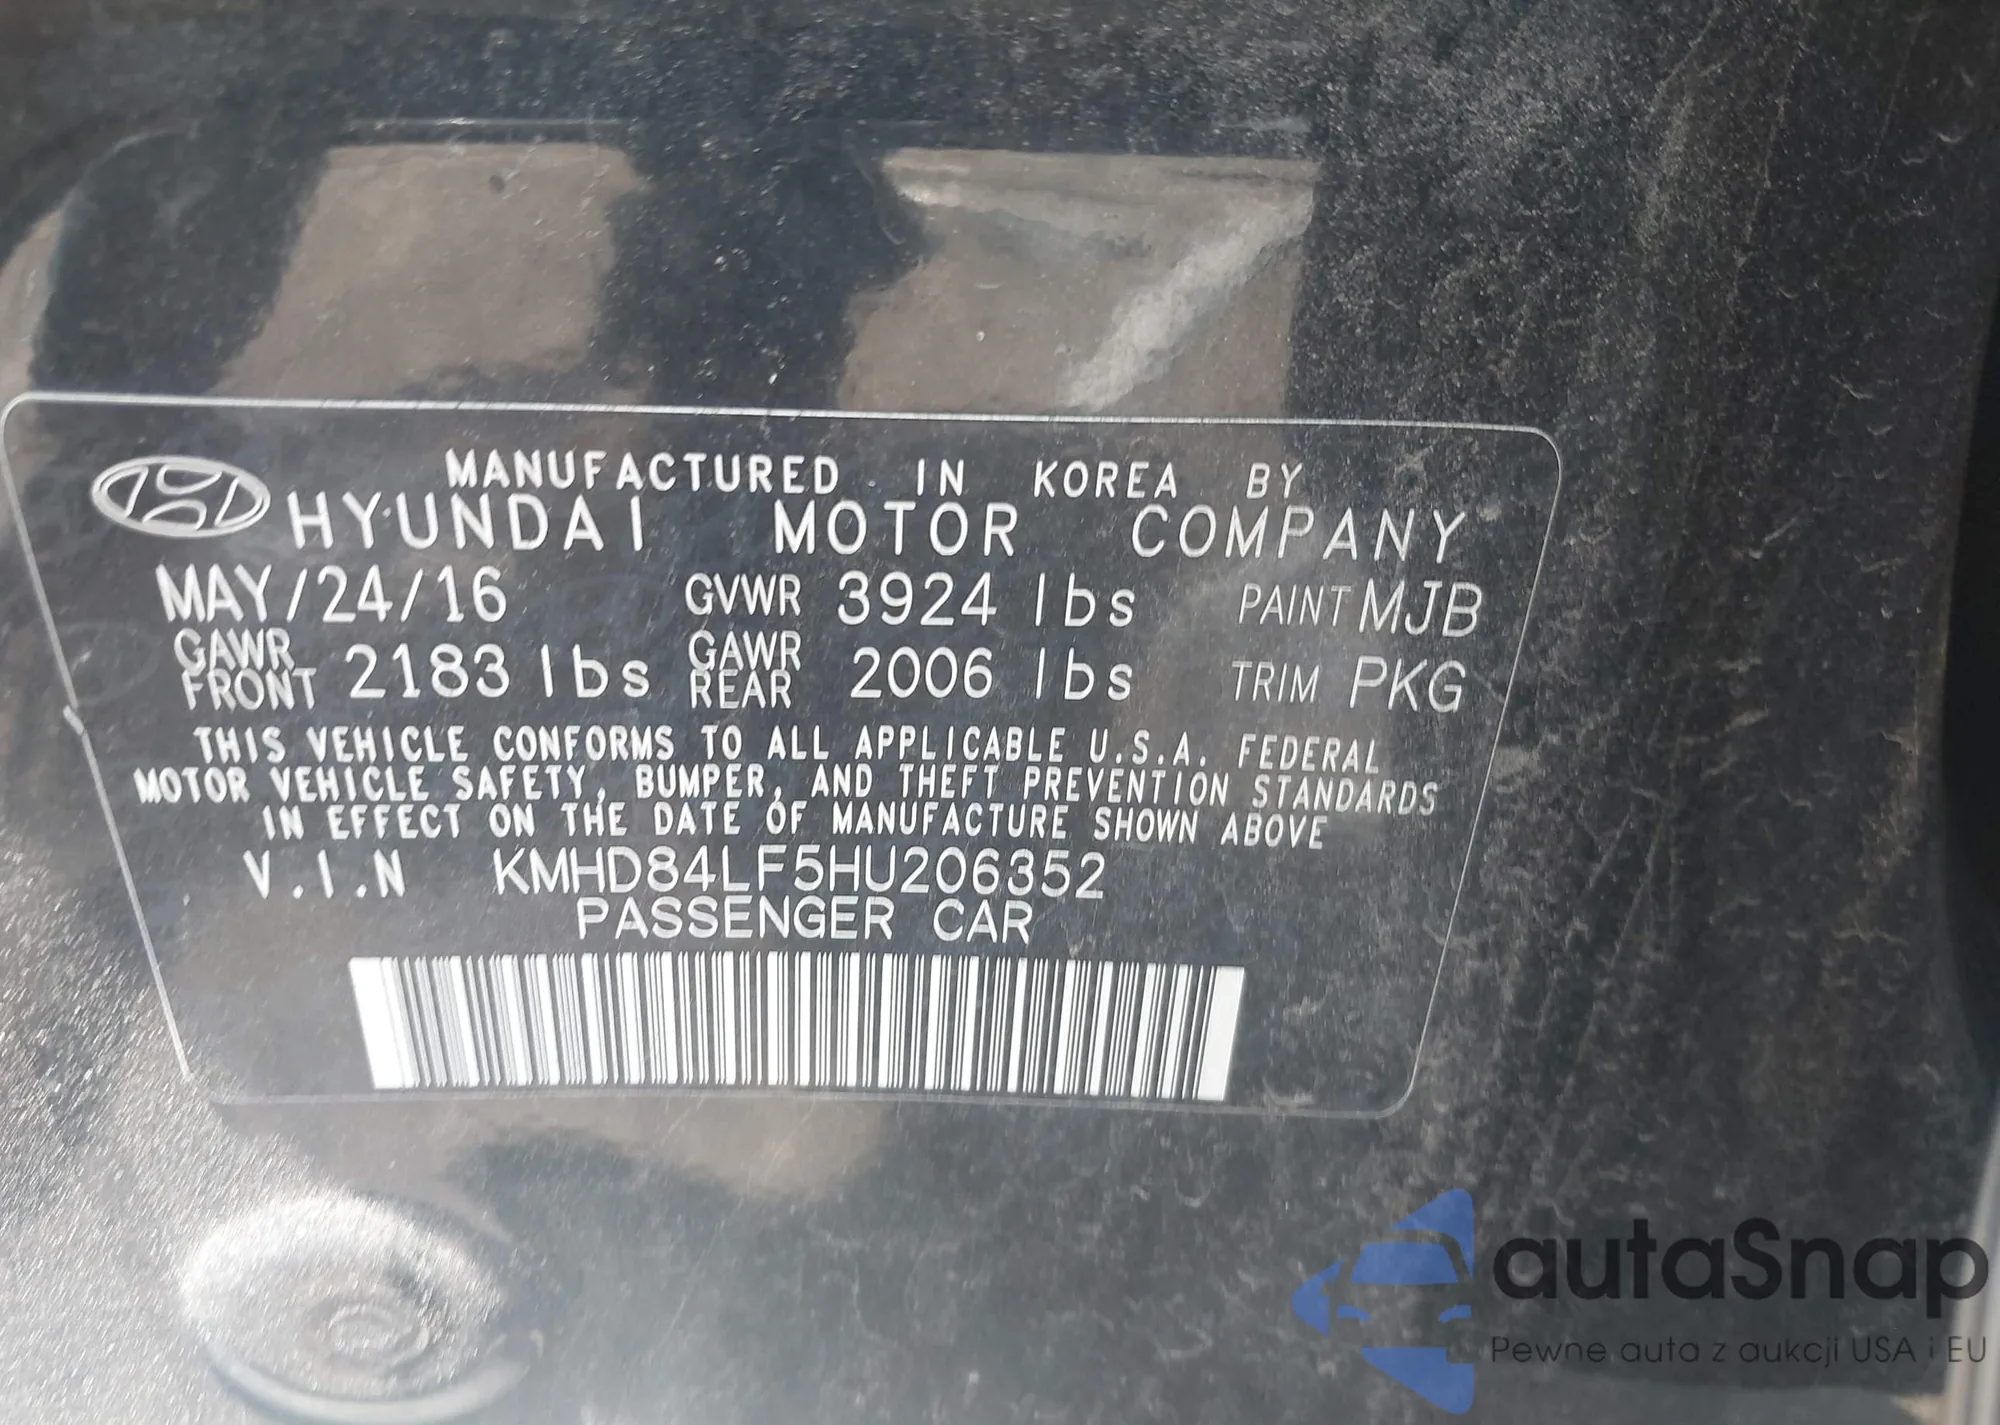 MANUFACTURED IN KOREA BY
HYUNDAI MOTOR COMPANY
MAY/24/16 GVWR 3924 lbs PAINT MJB
GAWR FRONT 2183 lbs GAWR REAR 2006 lbs TRIM PKG
THIS VEHICLE CONFORMS TO ALL APPLICABLE U.S.A. FEDERAL
MOTOR VEHICLE SAFETY, BUMPER, AND THEFT PREVENTION STANDARDS
IN EFFECT ON THE DATE OF MANUFACTURE SHOWN ABOVE
V.I.N KMHD84LF5HU206352
PASSENGER CAR
autaSnap
Pewne auta z aukcji USA i EU